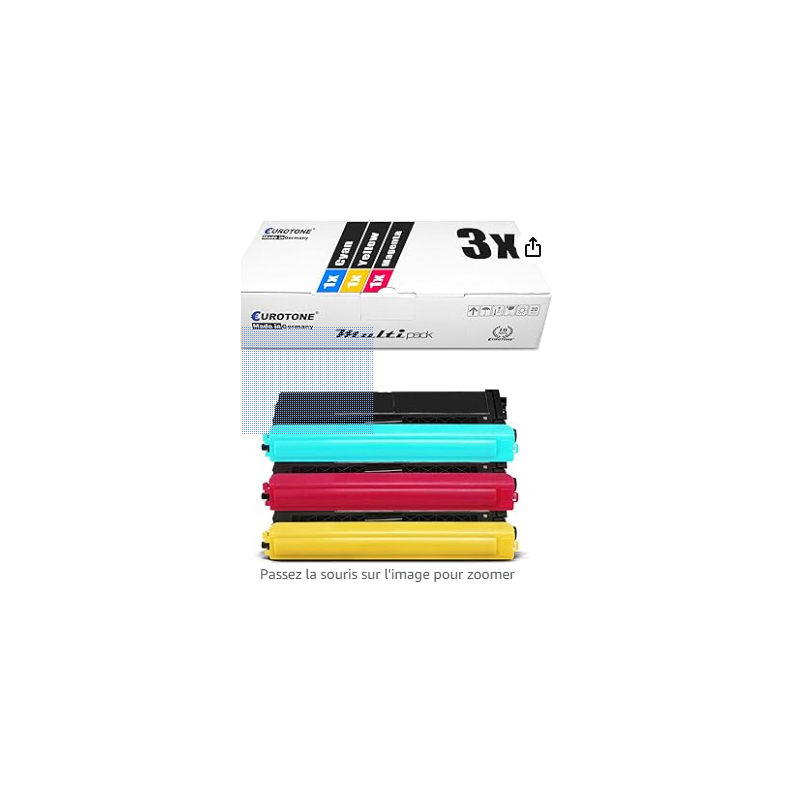 EUROTONE®
Made in Germany
1x Cyan
1x Yellow
1x Magenta
3x
EUROTONE®
Made in Germany
Multipack
EUROTONE
Passez la souris sur l'image pour zoomer